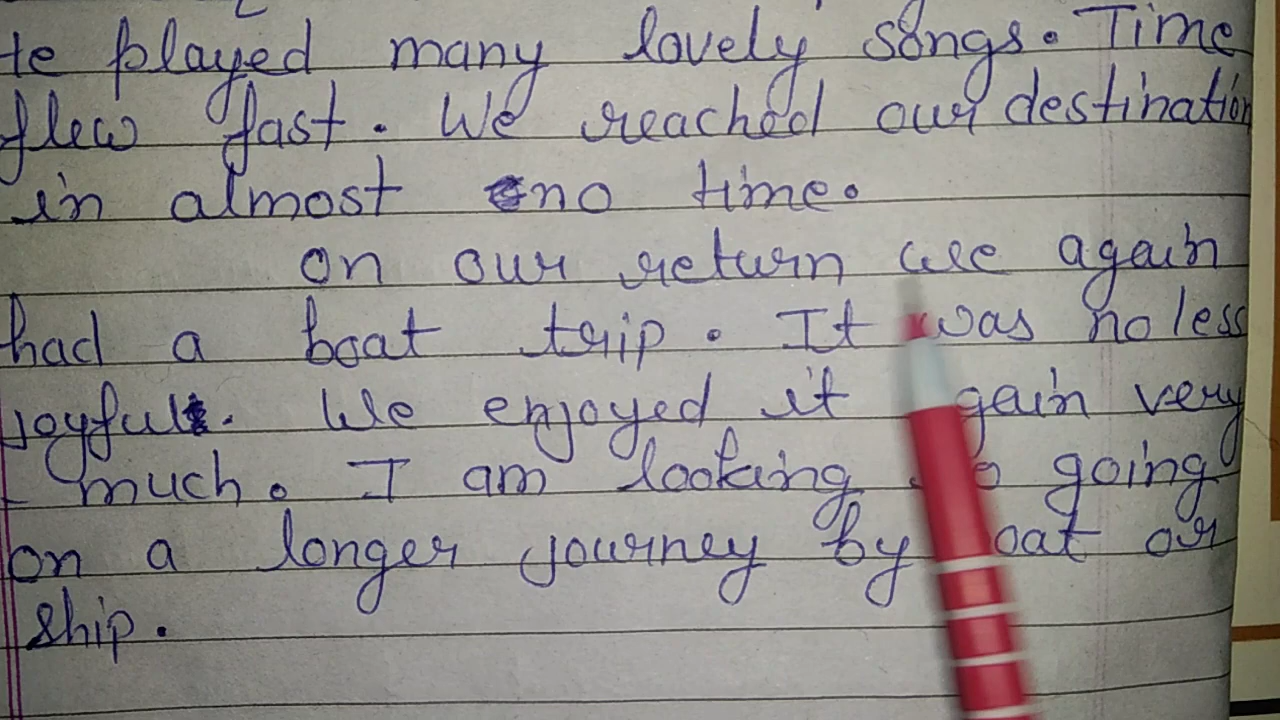 He played many lovely songs. Time
flew fast. We reached our destination
in almost no time.
on our return we again
had a boat trip. It was no less
joyful. We enjoyed it gain very
much. I am looking going
on a longer journey by oat or
ship.